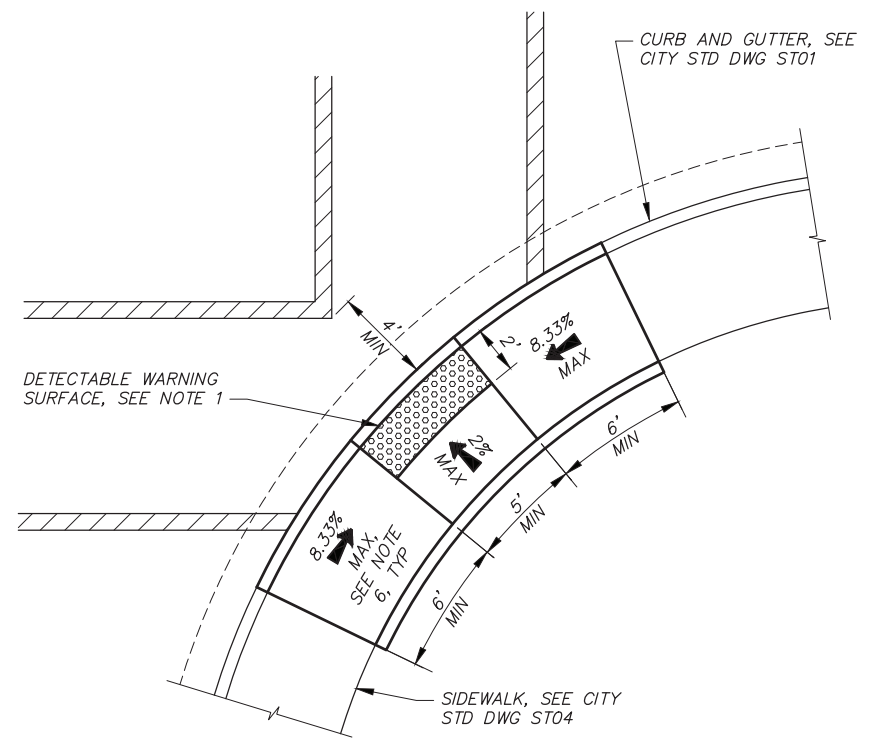 CURB AND GUTTER, SEE
CITY STD DWG ST01
4'
MIN
2'
8.33%
MAX
DETECTABLE WARNING
SURFACE, SEE NOTE 1
2%
MAX
6'
MIN
5'
MIN
8.33%
MAX,
SEE NOTE
6, TYP
6'
MIN
SIDEWALK, SEE CITY
STD DWG ST04